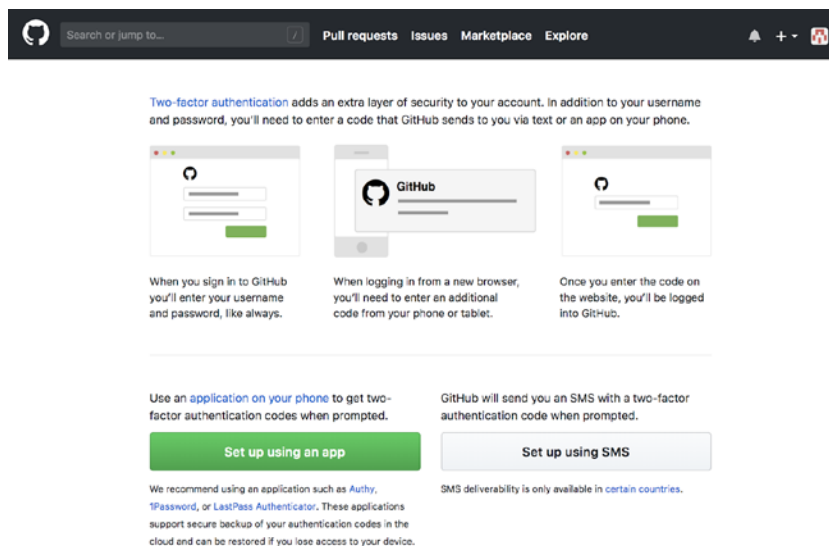 Search or jump to...
/
Pull requests Issues Marketplace Explore
Two-factor authentication adds an extra layer of security to your account. In addition to your username
and password, you'll need to enter a code that GitHub sends to you via text or an app on your phone.
GitHub
When you sign in to GitHub
you'll enter your username
and password, like always.
When logging in from a new browser,
you'll need to enter an additional
code from your phone or tablet.
Once you enter the code on
the website, you'll be logged
into GitHub.
Use an application on your phone to get two-
factor authentication codes when prompted.
Set up using an app
We recommend using an application such as Authy,
1Password, or LastPass Authenticator. These applications
support secure backup of your authentication codes in the
cloud and can be restored if you lose access to your device.
GitHub will send you an SMS with a two-factor
authentication code when prompted.
Set up using SMS
SMS deliverability is only available in certain countries.